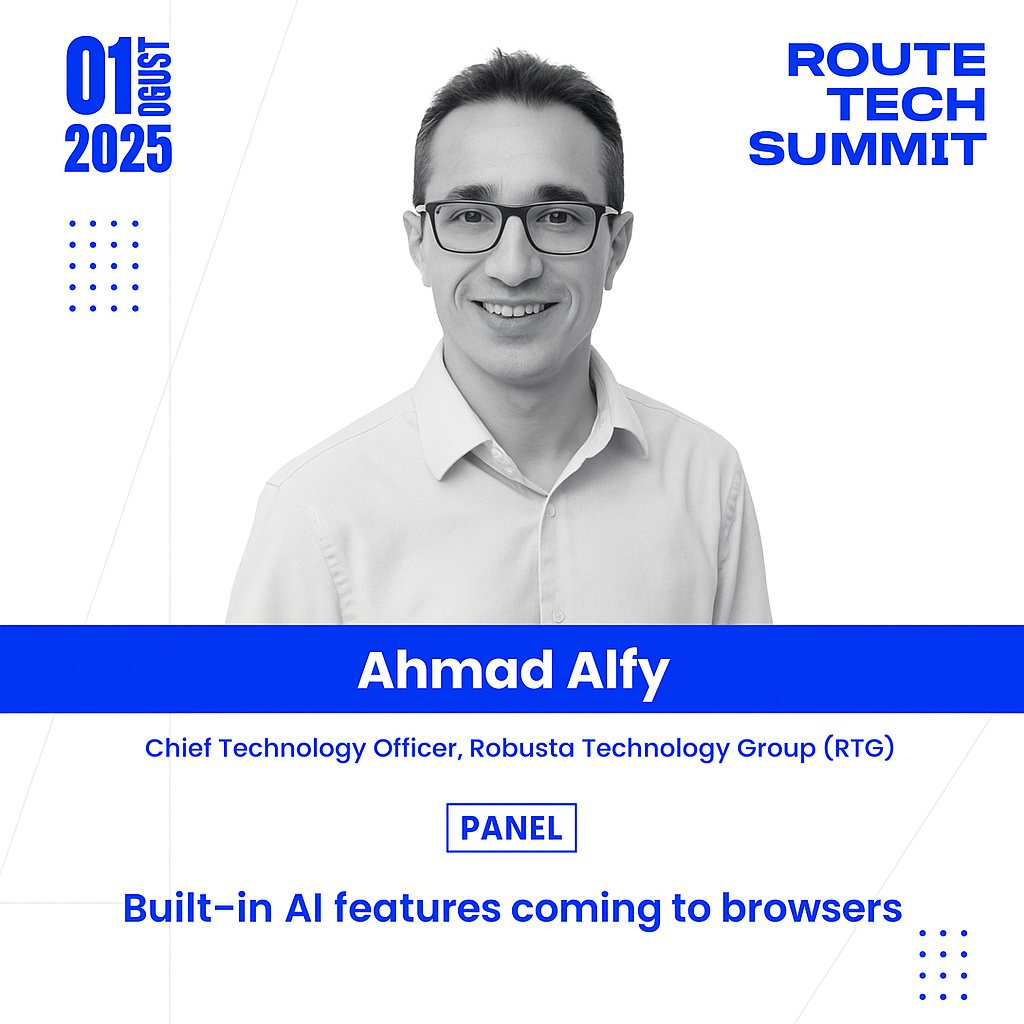 01
OGUST
2025
ROUTE
TECH
SUMMIT
Ahmad Alfy
Chief Technology Officer, Robusta Technology Group (RTG)
PANEL
Built-in AI features coming to browsers